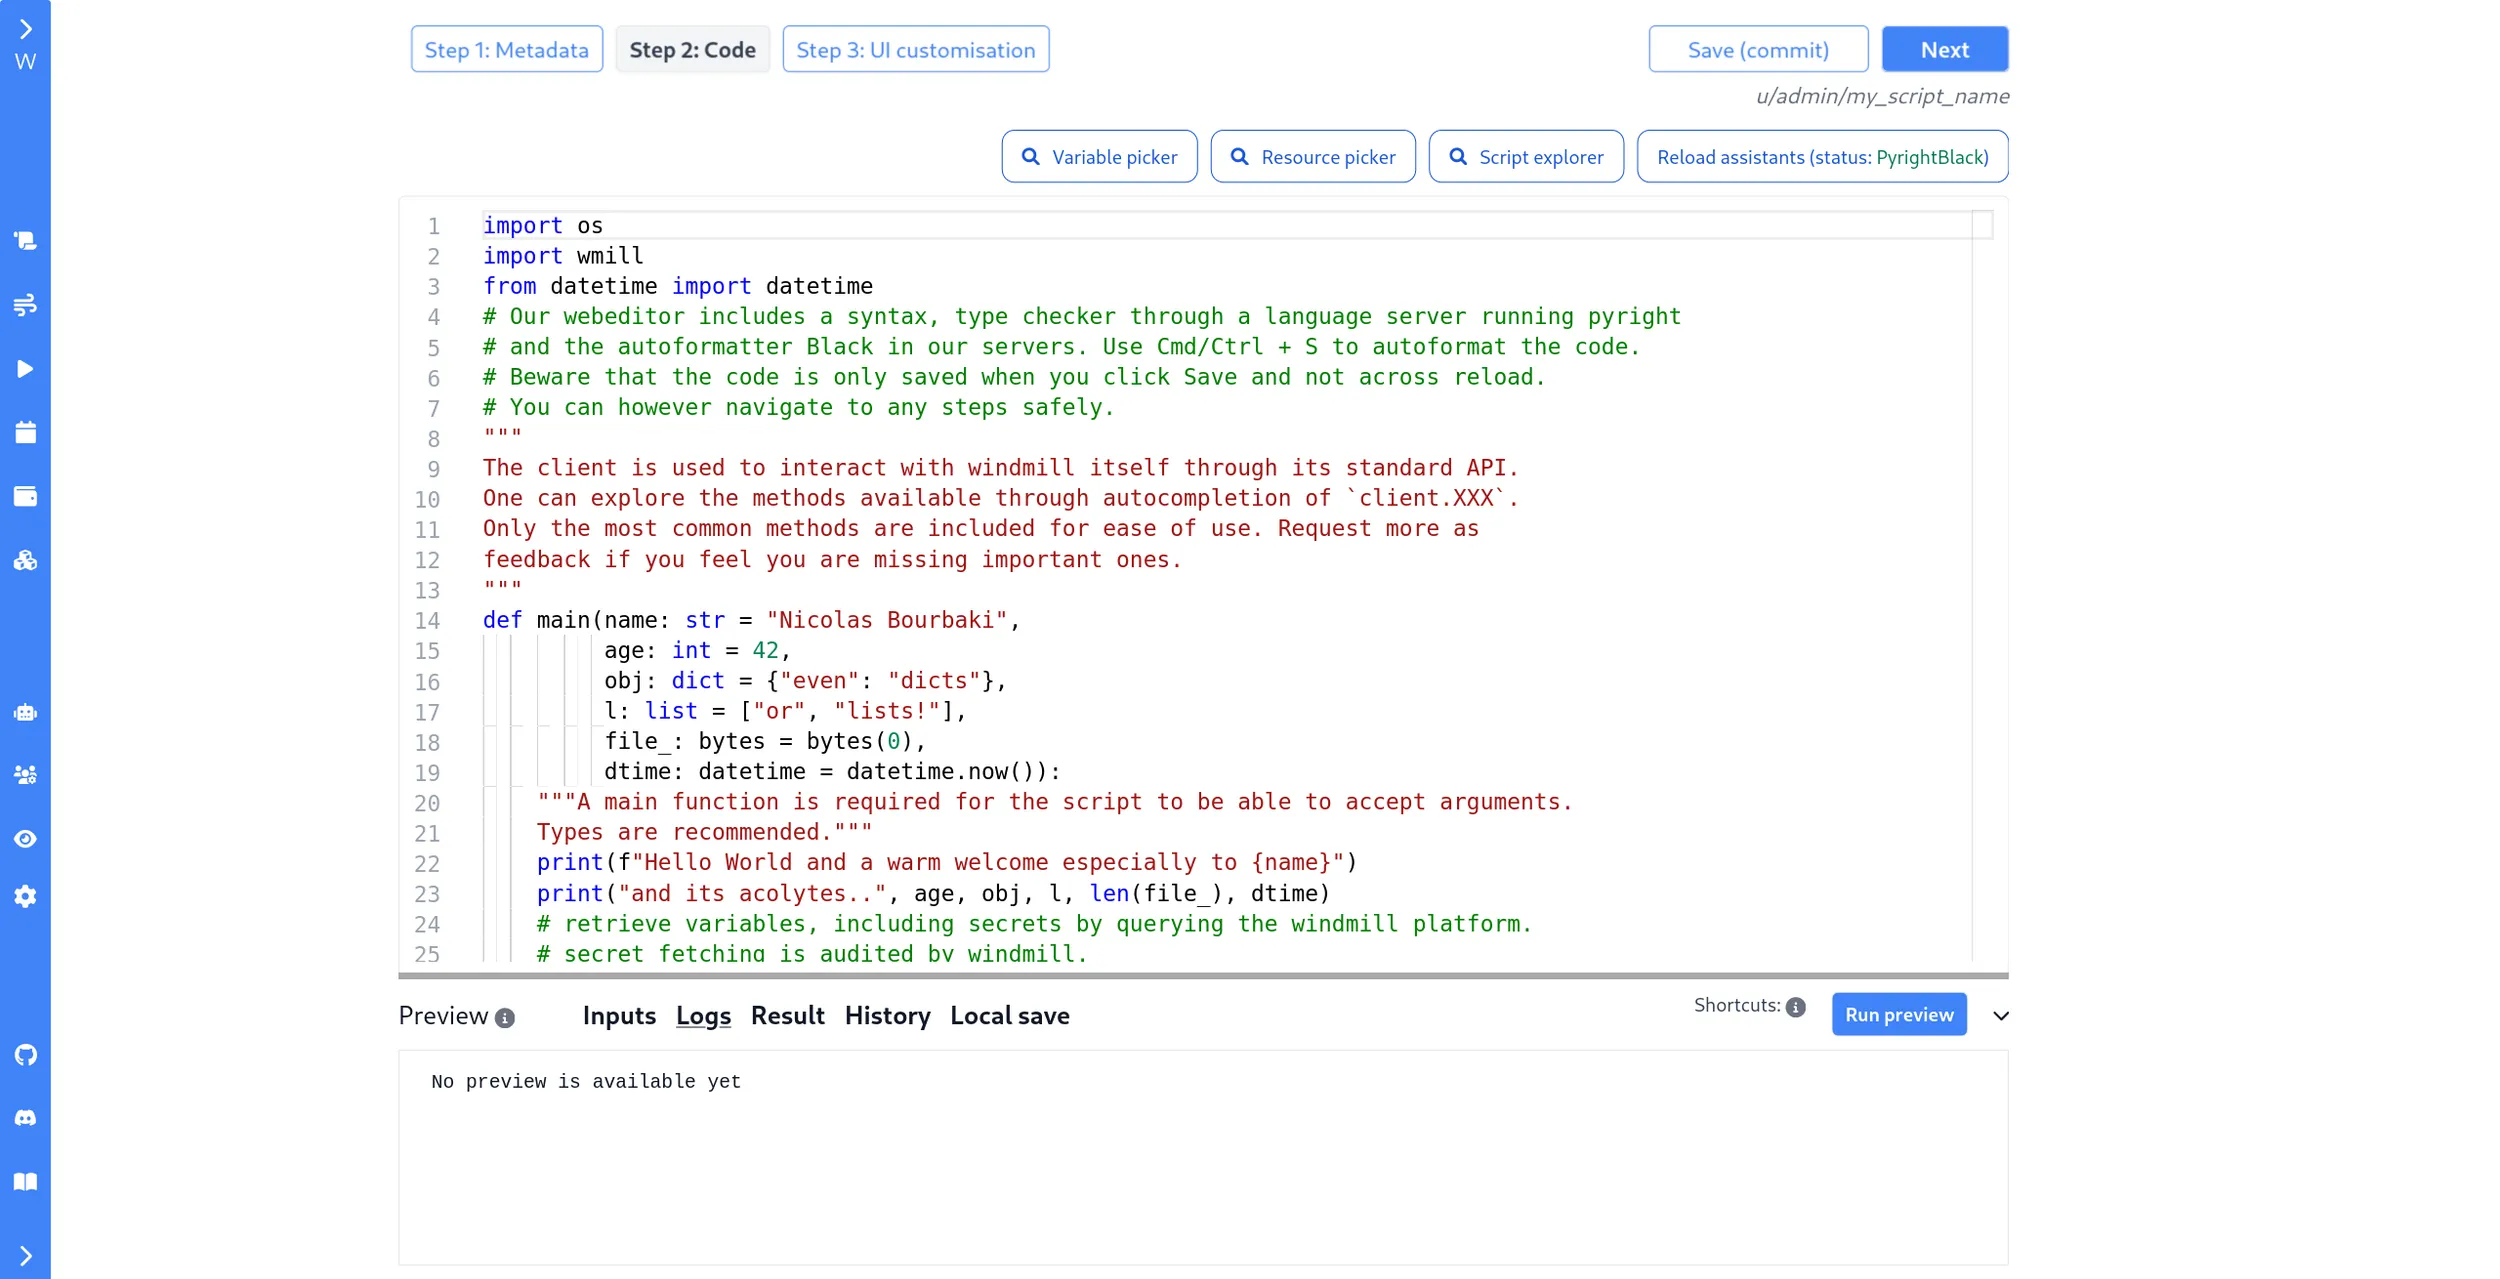 W
Step 1: Metadata
Step 2: Code
Step 3: UI customisation
Save (commit)
Next
u/admin/my_script_name
Variable picker
Resource picker
Script explorer
Reload assistants (status: PyrightBlack)
1 import os
2 import wmill
3 from datetime import datetime
4 # Our webeditor includes a syntax, type checker through a language server running pyright
5 # and the autoformatter Black in our servers. Use Cmd/Ctrl + S to autoformat the code.
6 # Beware that the code is only saved when you click Save and not across reload.
7 # You can however navigate to any steps safely.
8 """
9 The client is used to interact with windmill itself through its standard API.
10 One can explore the methods available through autocompletion of `client.XXX`.
11 Only the most common methods are included for ease of use. Request more as
12 feedback if you feel you are missing important ones.
13 """
14 def main(name: str = "Nicolas Bourbaki",
15 age: int = 42,
16 obj: dict = {"even": "dicts"},
17 l: list = ["or", "lists!"],
18 file_: bytes = bytes(0),
19 dtime: datetime = datetime.now()):
20 """A main function is required for the script to be able to accept arguments.
21 Types are recommended."""
22 print(f"Hello World and a warm welcome especially to {name}")
23 print("and its acolytes..", age, obj, l, len(file_), dtime)
24 # retrieve variables, including secrets by querying the windmill platform.
25 # secret fetching is audited by windmill.
Preview
Inputs
Logs
Result
History
Local save
Shortcuts:
Run preview
No preview is available yet